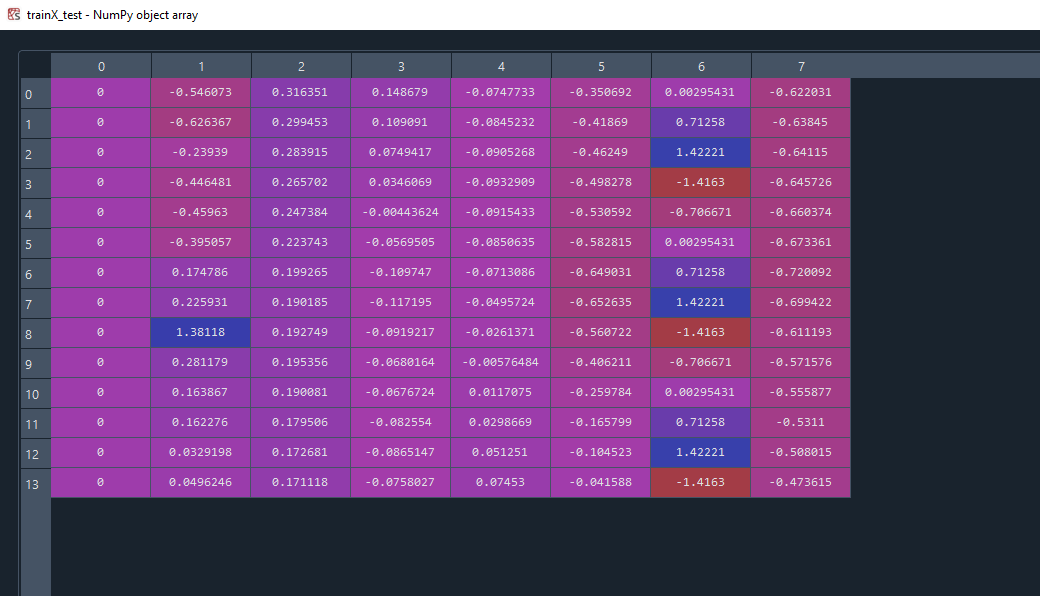 trainX_test - NumPy object array
0 1 2 3 4 5 6 7
0 0 -0.546073 0.316351 0.148679 -0.0747733 -0.350692 0.00295431 -0.622031
1 0 -0.626367 0.299453 0.109091 -0.0845232 -0.41869 0.71258 -0.63845
2 0 -0.23939 0.283915 0.0749417 -0.0905268 -0.46249 1.42221 -0.64115
3 0 -0.446481 0.265702 0.0346069 -0.0932909 -0.498278 -1.4163 -0.645726
4 0 -0.45963 0.247384 -0.00443624 -0.0915433 -0.530592 -0.706671 -0.660374
5 0 -0.395057 0.223743 -0.0569505 -0.0850635 -0.582815 0.00295431 -0.673361
6 0 0.174786 0.199265 -0.109747 -0.0713086 -0.649031 0.71258 -0.720092
7 0 0.225931 0.190185 -0.117195 -0.0495724 -0.652635 1.42221 -0.699422
8 0 1.38118 0.192749 -0.0919217 -0.0261371 -0.560722 -1.4163 -0.611193
9 0 0.281179 0.195356 -0.0680164 -0.00576484 -0.406211 -0.706671 -0.571576
10 0 0.163867 0.190081 -0.0676724 0.0117075 -0.259784 0.00295431 -0.555877
11 0 0.162276 0.179506 -0.082554 0.0298669 -0.165799 0.71258 -0.5311
12 0 0.0329198 0.172681 -0.0865147 0.051251 -0.104523 1.42221 -0.508015
13 0 0.0496246 0.171118 -0.0758027 0.07453 -0.041588 -1.4163 -0.473615